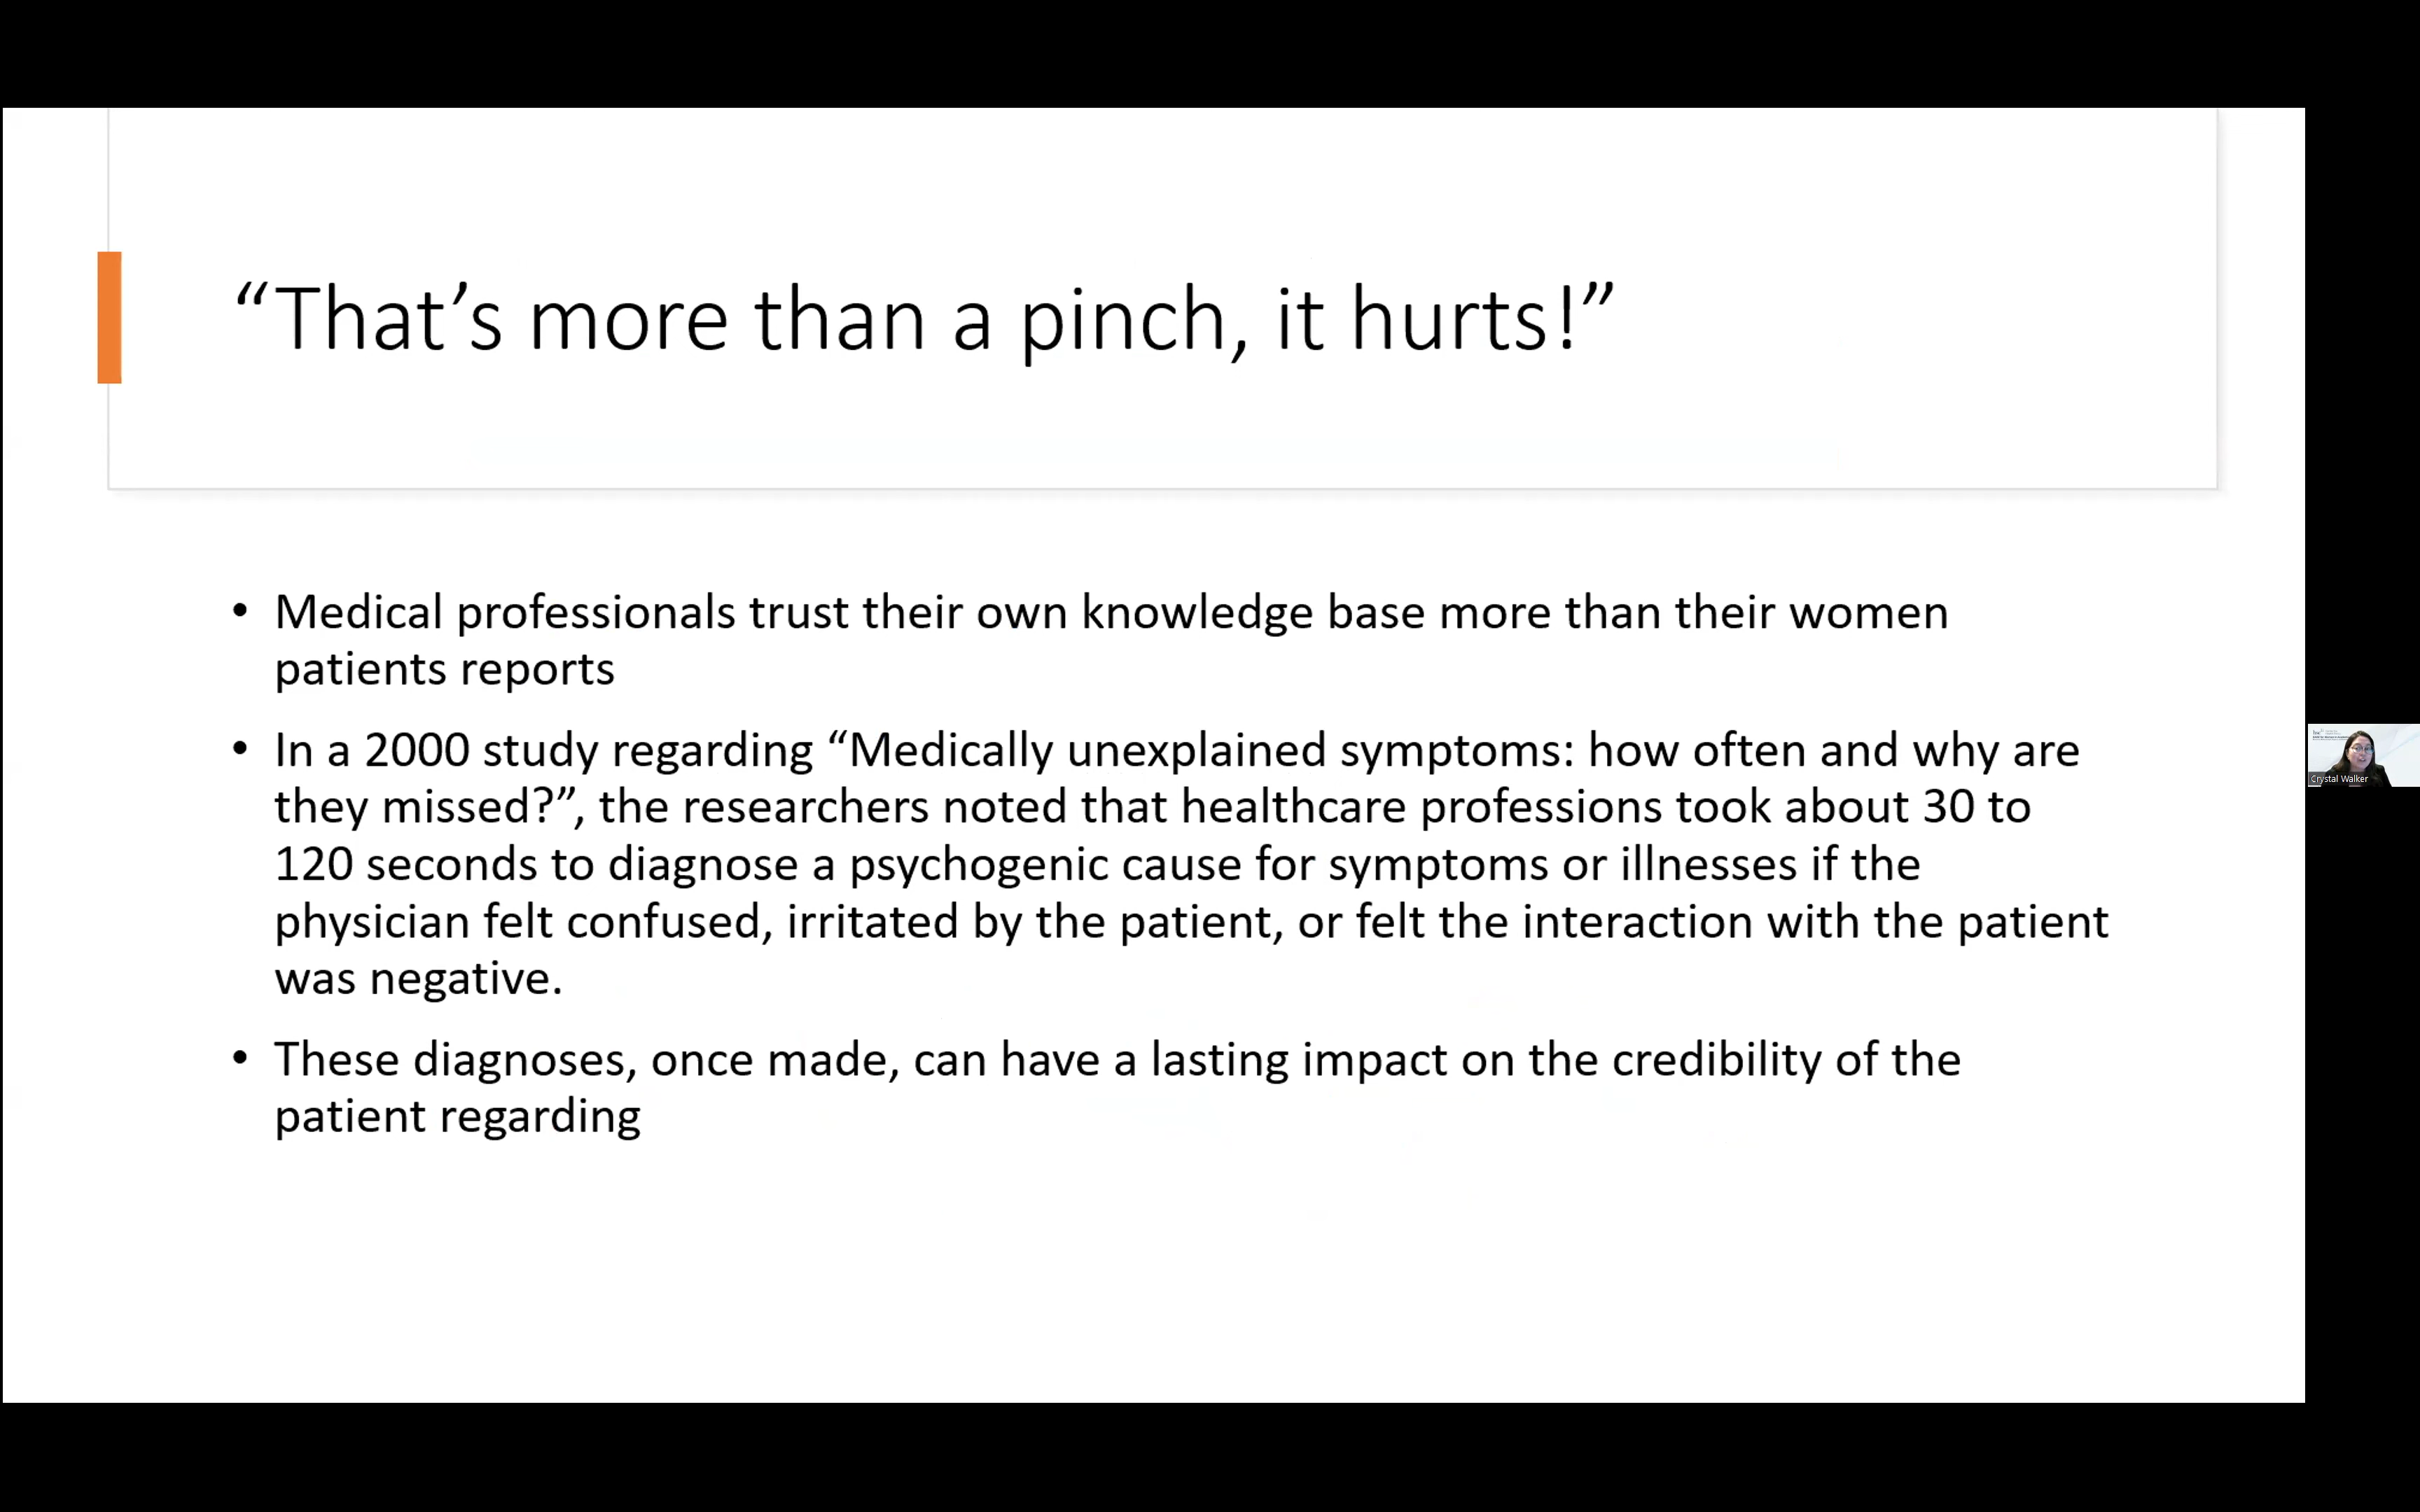 “That’s more than a pinch, it hurts!”
• Medical professionals trust their own knowledge base more than their women
patients reports
• In a 2000 study regarding “Medically unexplained symptoms: how often and why are
they missed?”, the researchers noted that healthcare professions took about 30 to
120 seconds to diagnose a psychogenic cause for symptoms or illnesses if the
physician felt confused, irritated by the patient, or felt the interaction with the patient
was negative.
• These diagnoses, once made, can have a lasting impact on the credibility of the
patient regarding
Crystal Walker